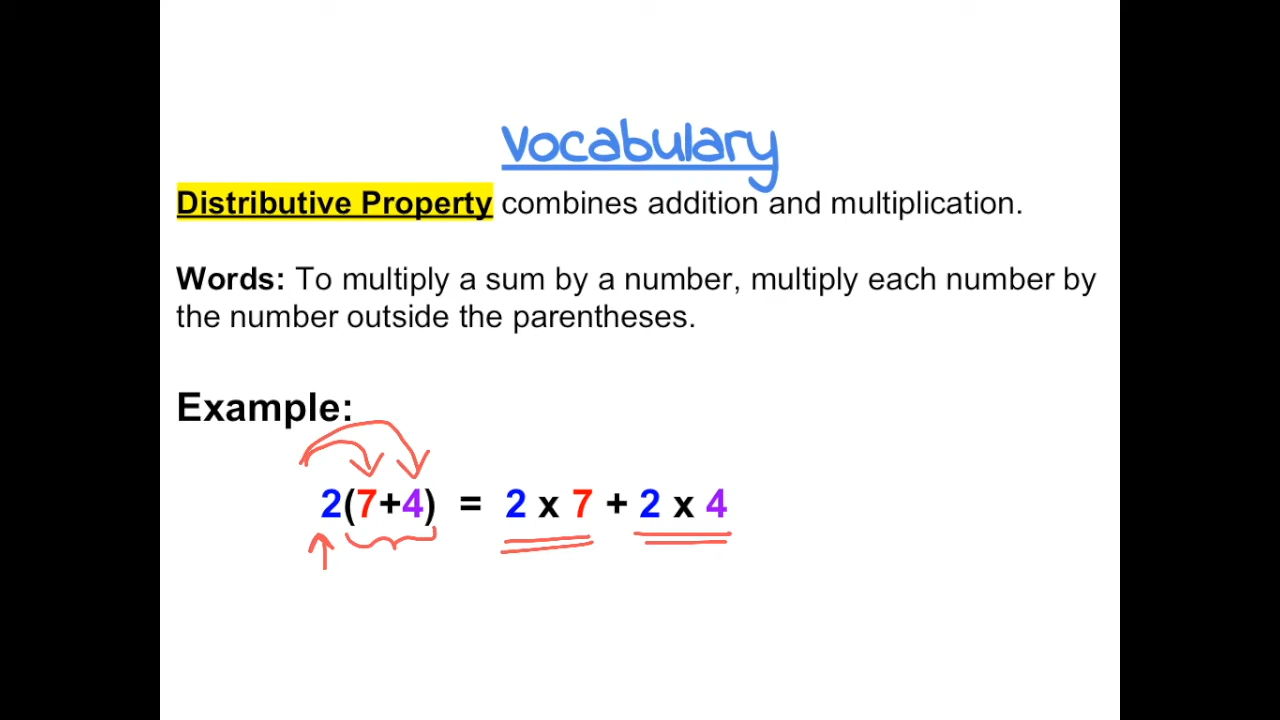 Vocabulary
Distributive Property combines addition and multiplication.
Words: To multiply a sum by a number, multiply each number by
the number outside the parentheses.
Example:
2(7+4) = 2 x 7 + 2 x 4